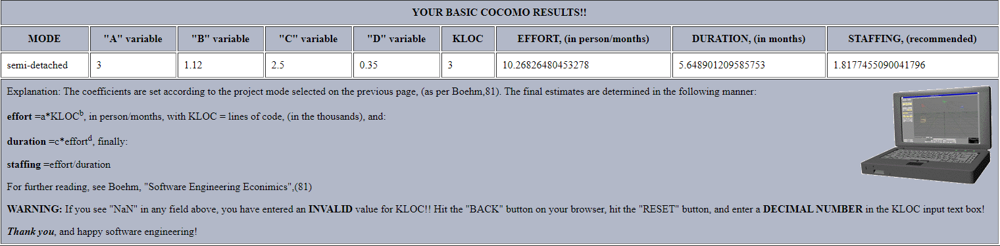 YOUR BASIC COCOMO RESULTS!!
MODE "A" variable "B" variable "C" variable "D" variable KLOC EFFORT, (in person/months) DURATION, (in months) STAFFING, (recommended)
semi-detached 3 1.12 2.5 0.35 3 10.26826480453278 5.648901209585753 1.8177455090041796
Explanation: The coefficients are set according to the project mode selected on the previous page, (as per Boehm,81). The final estimates are determined in the following manner:
effort =a*KLOCb, in person/months, with KLOC = lines of code, (in the thousands), and:
duration =c*effortd, finally:
staffing =effort/duration
For further reading, see Boehm, "Software Engineering Econimics",(81)
WARNING: If you see "NaN" in any field above, you have entered an INVALID value for KLOC!! Hit the "BACK" button on your browser, hit the "RESET" button, and enter a DECIMAL NUMBER in the KLOC input text box!
Thank you, and happy software engineering!